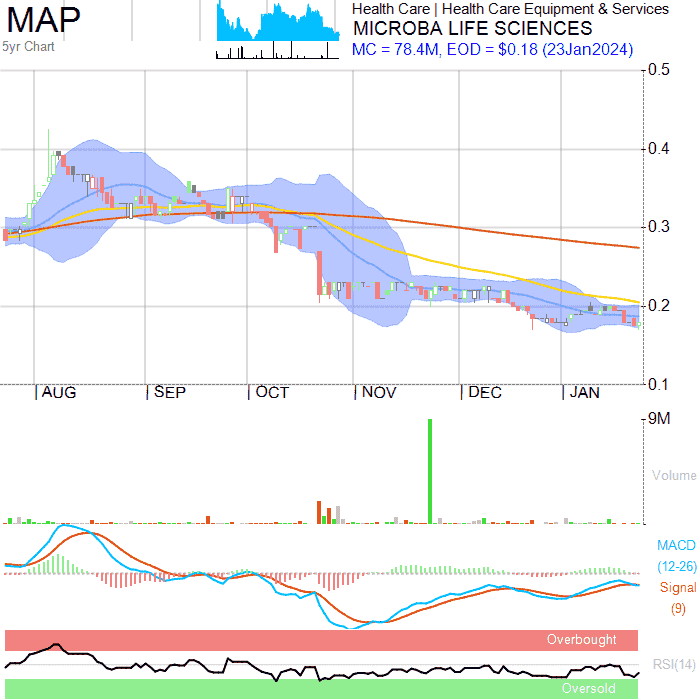 MAP
5yr Chart
Health Care | Health Care Equipment & Services
MICROBA LIFE SCIENCES
MC = 78.4M, EOD = $0.18 (23Jan2024)
0.5
0.4
0.3
0.2
0.1
AUG SEP OCT NOV DEC JAN
9M
Volume
MACD
(12-26)
Signal
(9)
Overbought
RSI(14)
Oversold